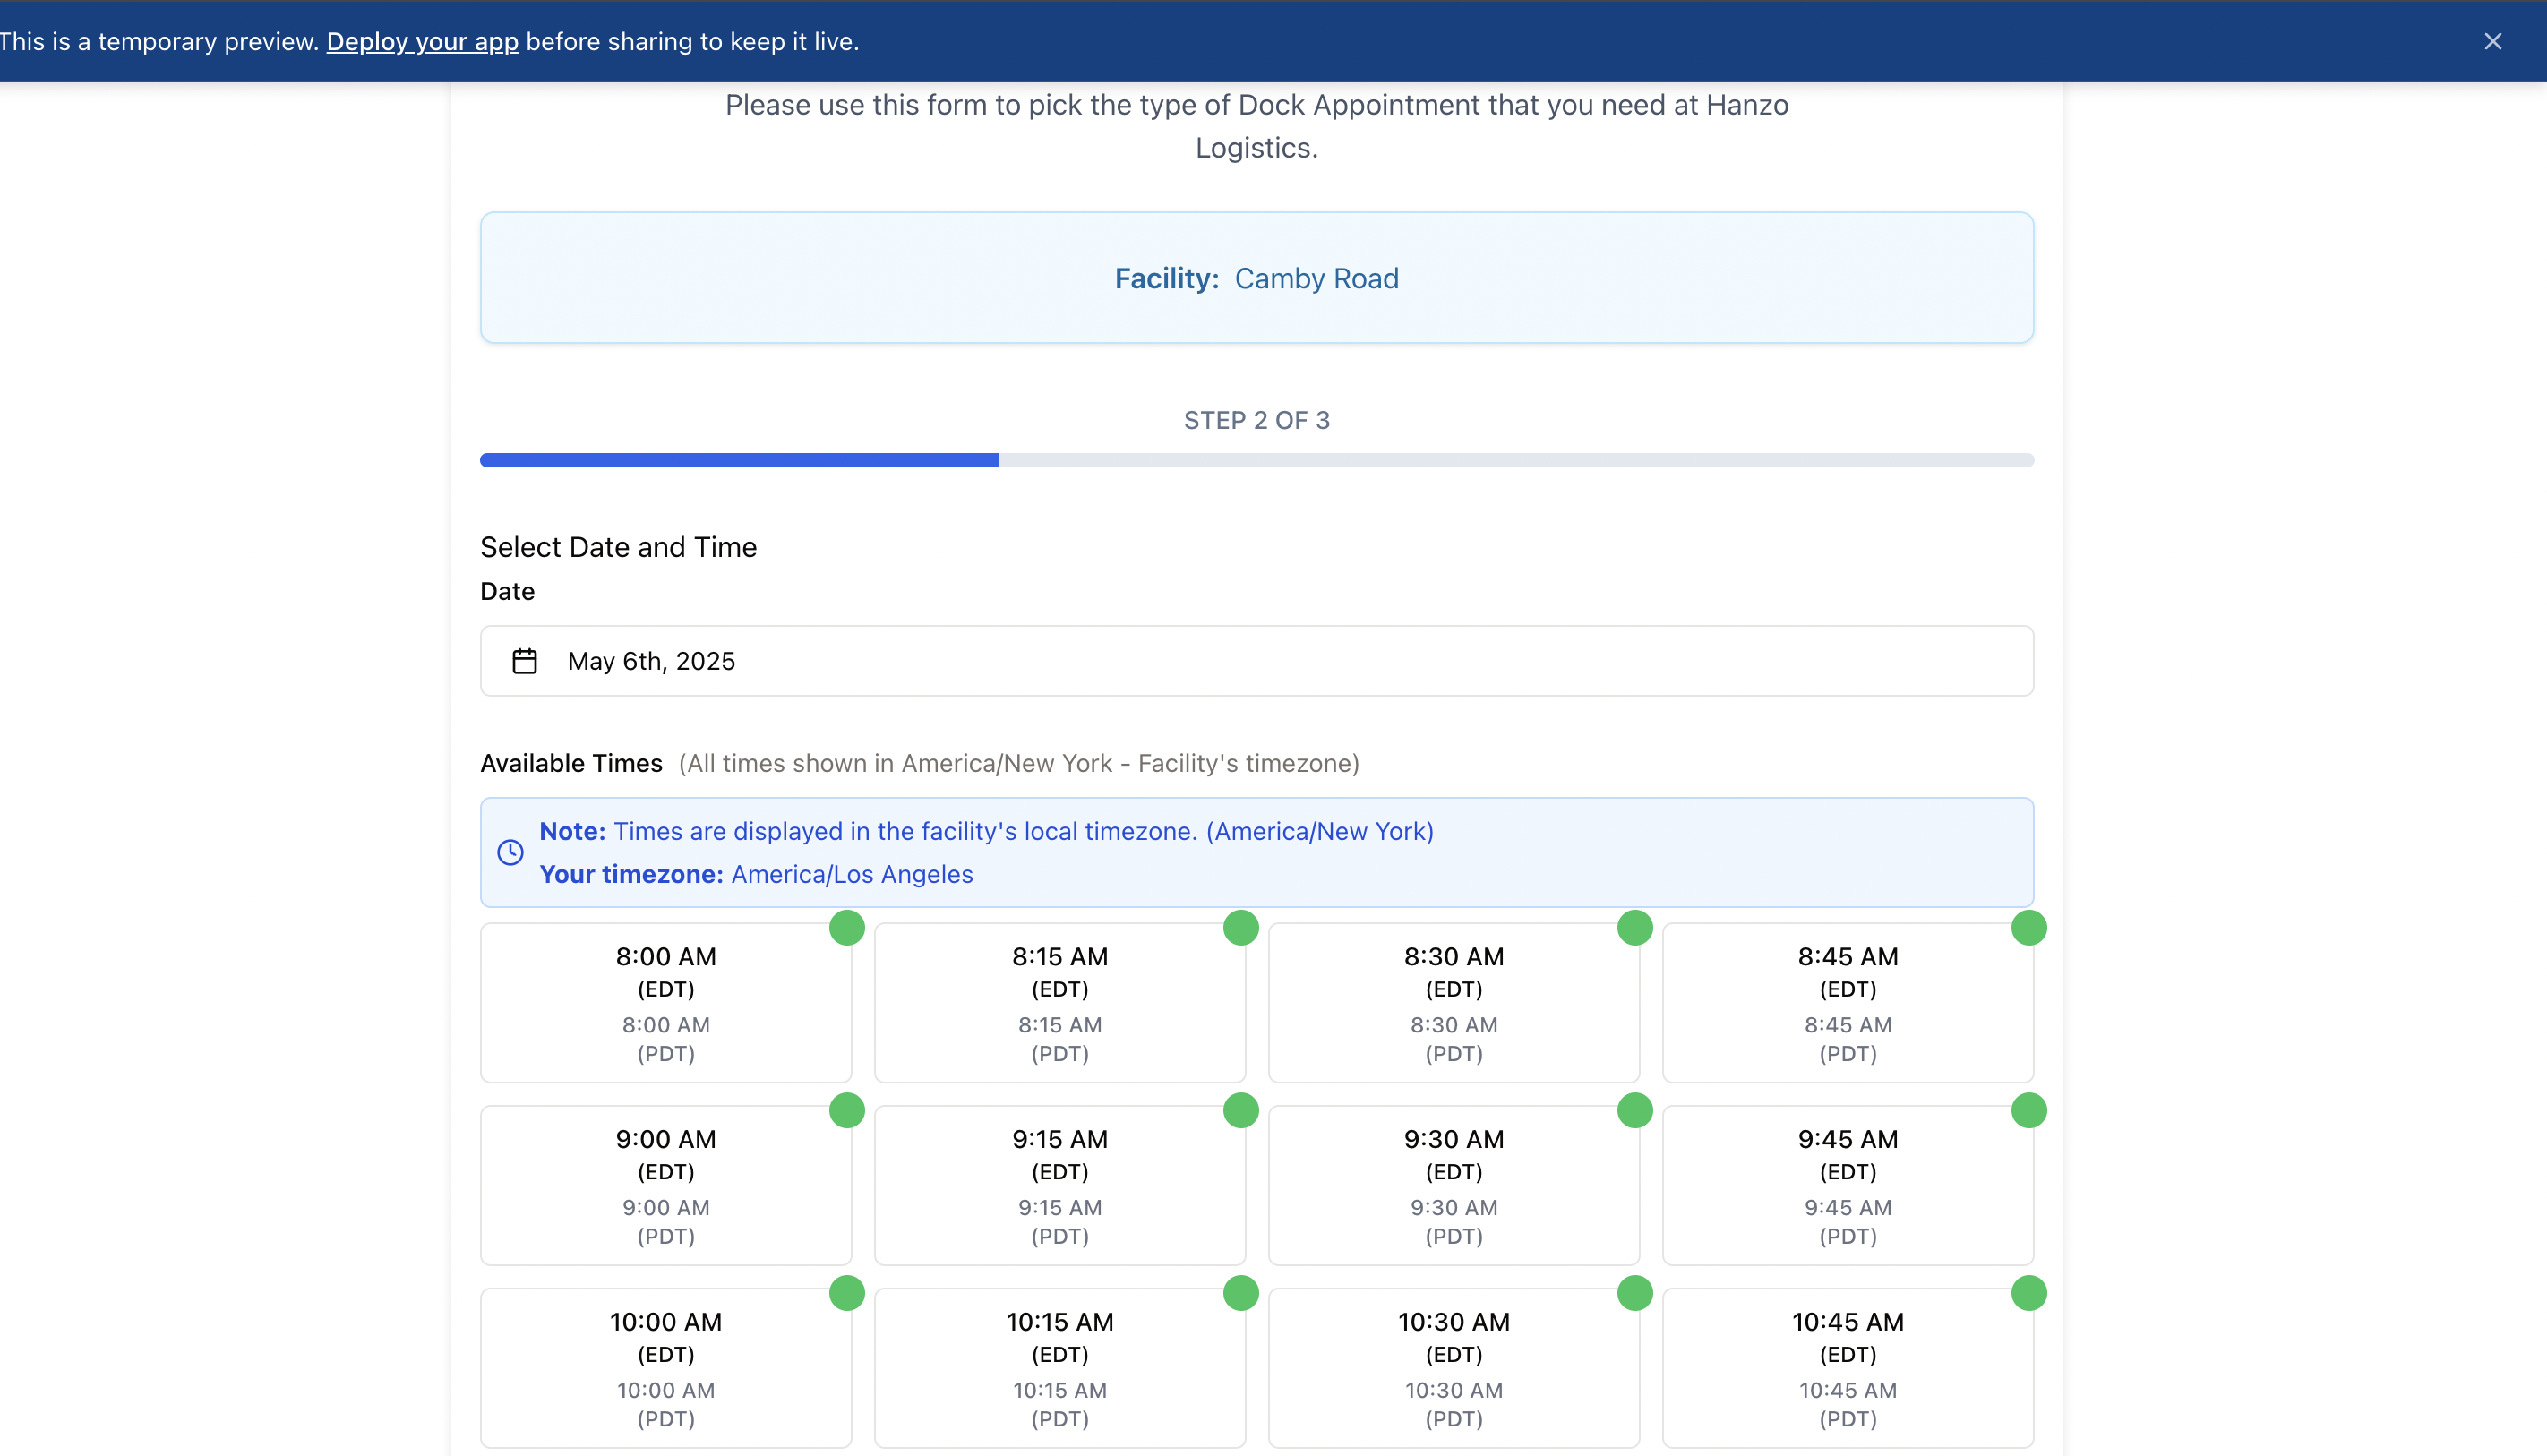 This is a temporary preview. Deploy your app before sharing to keep it live.
Please use this form to pick the type of Dock Appointment that you need at Hanzo
Logistics.
Facility: Camby Road
STEP 2 OF 3
Select Date and Time
Date
May 6th, 2025
Available Times (All times shown in America/New York - Facility's timezone)
Note: Times are displayed in the facility's local timezone. (America/New York)
Your timezone: America/Los Angeles
8:00 AM
(EDT)
8:00 AM
(PDT)
8:15 AM
(EDT)
8:15 AM
(PDT)
8:30 AM
(EDT)
8:30 AM
(PDT)
8:45 AM
(EDT)
8:45 AM
(PDT)
9:00 AM
(EDT)
9:00 AM
(PDT)
9:15 AM
(EDT)
9:15 AM
(PDT)
9:30 AM
(EDT)
9:30 AM
(PDT)
9:45 AM
(EDT)
9:45 AM
(PDT)
10:00 AM
(EDT)
10:00 AM
(PDT)
10:15 AM
(EDT)
10:15 AM
(PDT)
10:30 AM
(EDT)
10:30 AM
(PDT)
10:45 AM
(EDT)
10:45 AM
(PDT)